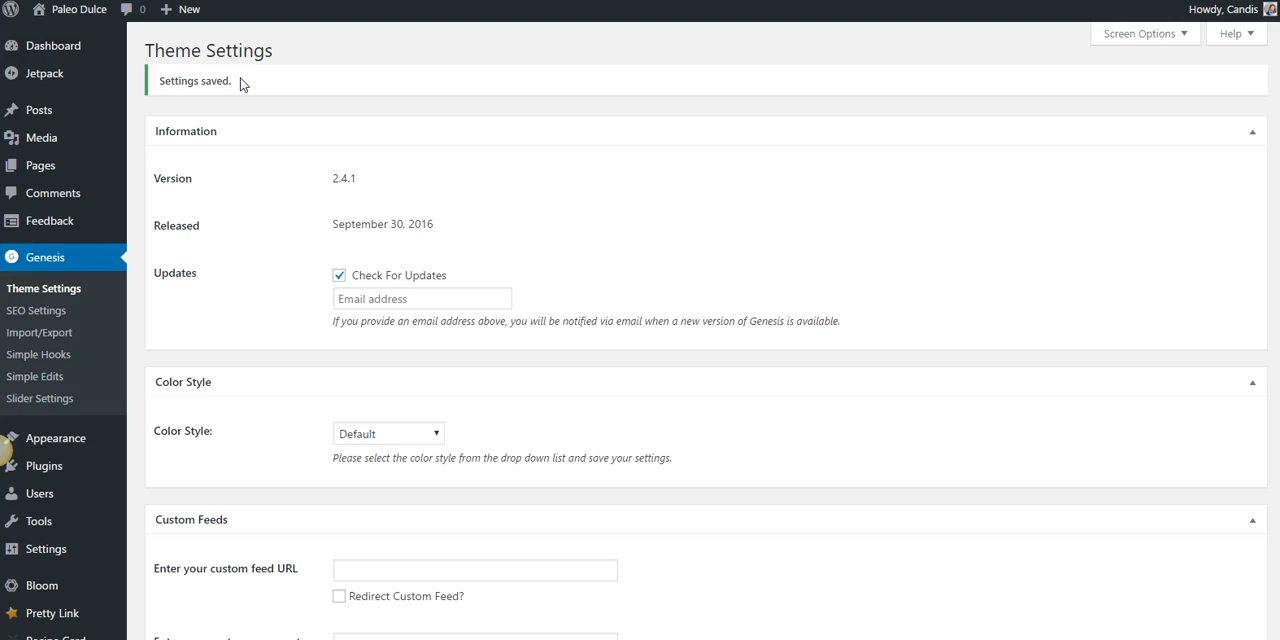 Paleo Dulce
0
New
Howdy, Candis
Dashboard
Jetpack
Posts
Media
Pages
Comments
Feedback
Genesis
Theme Settings
SEO Settings
Import/Export
Simple Hooks
Simple Edits
Slider Settings
Appearance
Plugins
Users
Tools
Settings
Bloom
Pretty Link
Screen Options
Help
Theme Settings
Settings saved.
Information
Version
2.4.1
Released
September 30, 2016
Updates
Check For Updates
Email address
If you provide an email address above, you will be notified via email when a new version of Genesis is available.
Color Style
Color Style:
Default
Please select the color style from the drop down list and save your settings.
Custom Feeds
Enter your custom feed URL
Redirect Custom Feed?